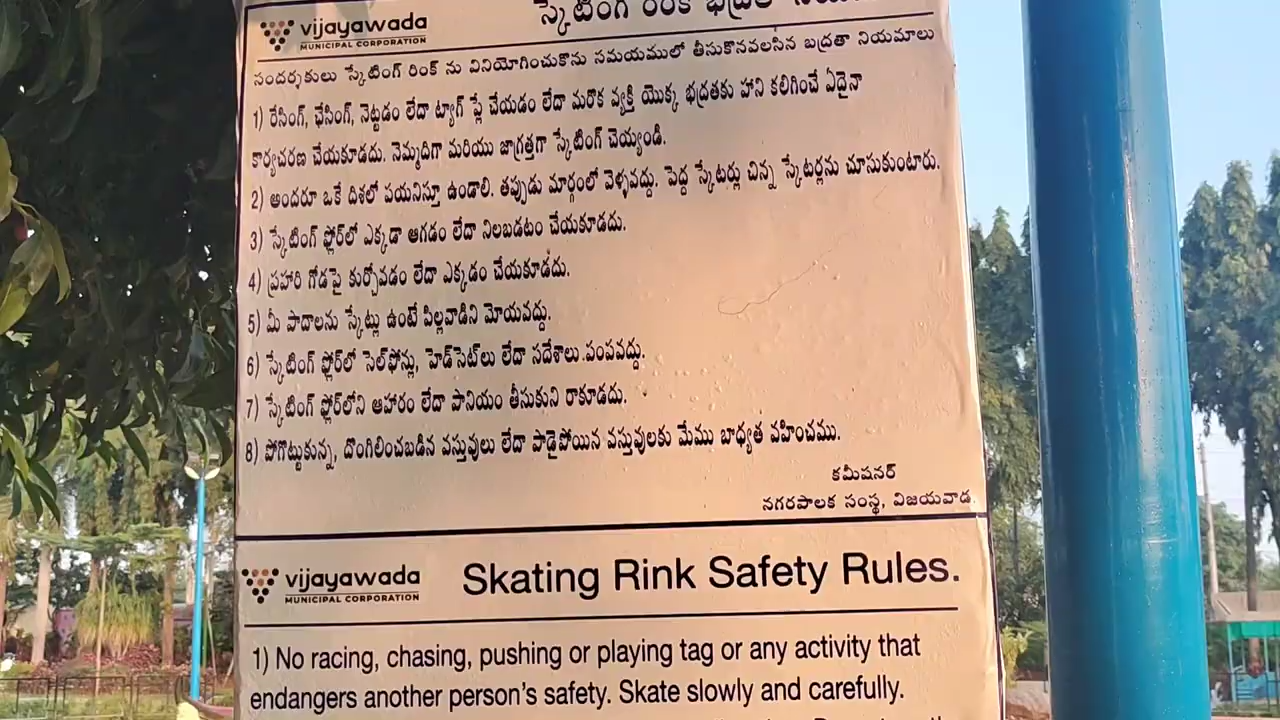 vijayawada
MUNICIPAL CORPORATION
స్కేటింగ్ రింక్ భద్రతా
సందర్శకులు స్కేటింగ్ రింక్ ను వినియోగించుకొను సమయములో తీసుకొనవలసిన బద్రతా నియమాలు
1) రేసింగ్, ఛేసింగ్, నెట్టడం లేదా ట్యాగ్ ప్లే చేయడం లేదా మరొక వ్యక్తి యొక్క భద్రతకు హాని కలిగించే ఏదైనా
కార్యచరణ చేయకూడదు. నెమ్మదిగా మరియు జాగ్రత్తగా స్కేటింగ్ చెయ్యండి.
2) అందరూ ఒకే దిశలో పయనిస్తూ ఉండాలి. తప్పుడు మార్గంలో వెళ్ళవద్దు. పెద్ద స్కేటర్లు చిన్న స్కేటర్లను చూసుకుంటారు.
3) స్కేటింగ్ ఫ్లోర్‌లో ఎక్కడా ఆగడం లేదా నిలబడటం చేయకూడదు.
4) ప్రహారి గోడపై కుర్చోవడం లేదా ఎక్కడం చేయకూడదు.
5) మీ పాదాలను స్కేట్లు ఉంటే పిల్లవాడిని మోయవద్దు.
6) స్కేటింగ్ ఫ్లోర్‌లో సెల్‌ఫోన్లు, హెడ్‌సెట్‌లు లేదా సదేశాలు పంపవద్దు.
7) స్కేటింగ్ ఫ్లోర్‌లోని ఆహారం లేదా పానియం తీసుకుని రాకూడదు.
8) పోగొట్టుకున్న, దొంగిలించబడిన వస్తువులు లేదా పాడైపోయిన వస్తువులకు మేము బాధ్యత వహించము.
కమీషనర్
నగరపాలక సంస్థ, విజయవాడ.
vijayawada
MUNICIPAL CORPORATION
Skating Rink Safety Rules.
1) No racing, chasing, pushing or playing tag or any activity that
endangers another person's safety. Skate slowly and carefully.